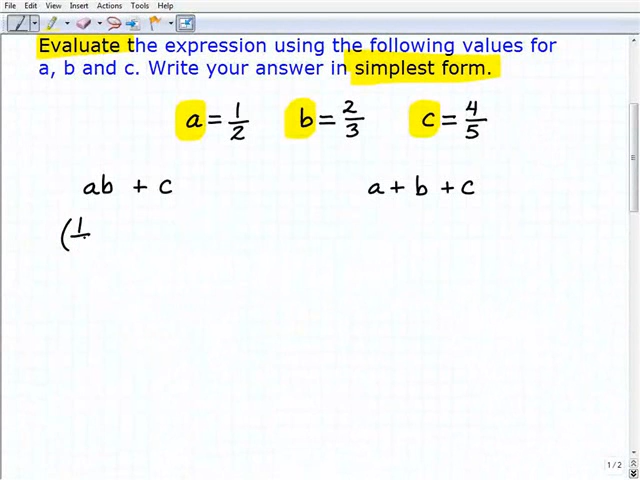 File Edit View Insert Actions Tools Help
Evaluate the expression using the following values for
a, b and c. Write your answer in simplest form.
a = 1/2 b = 2/3 c = 4/5
ab + c a + b + c
(1
1/2